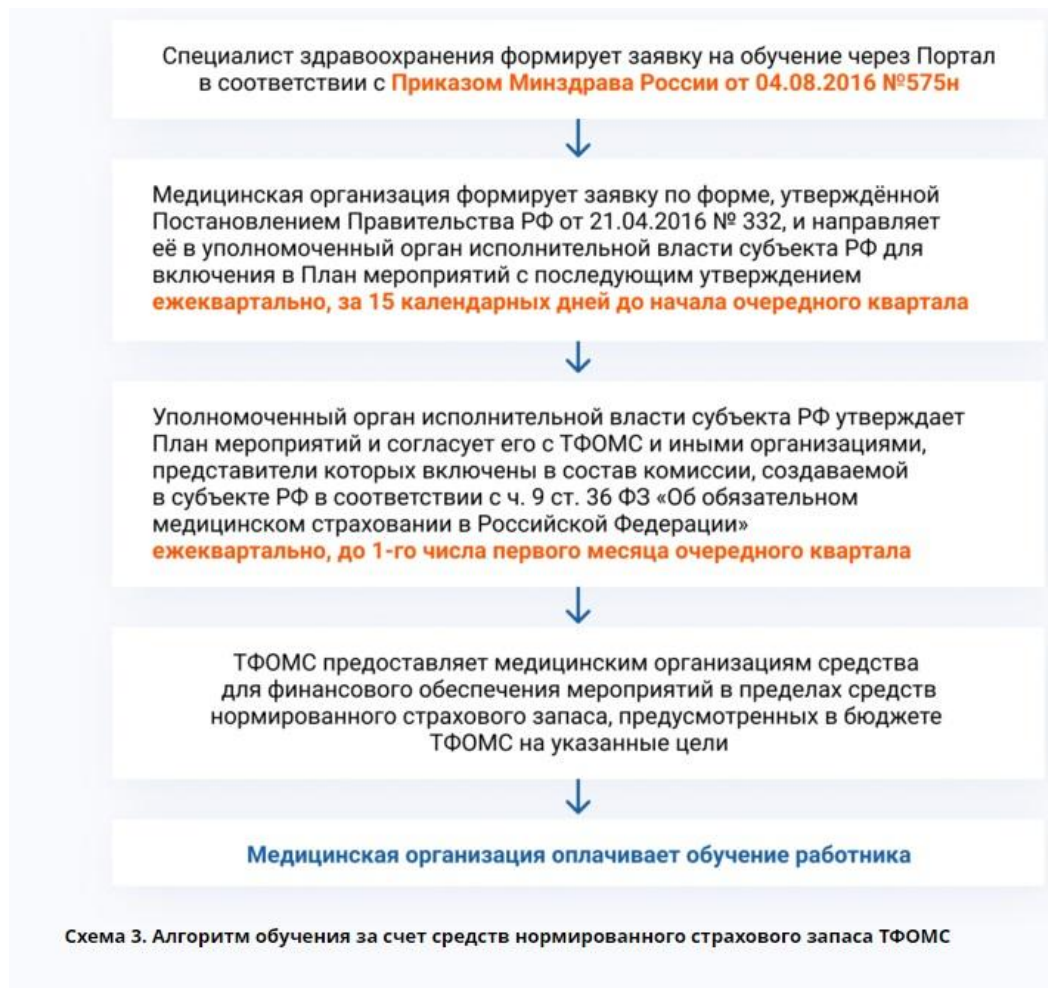 Специалист здравоохранения формирует заявку на обучение через Портал
в соответствии с Приказом Минздрава России от 04.08.2016 №575н
Медицинская организация формирует заявку по форме, утверждённой
Постановлением Правительства РФ от 21.04.2016 № 332, и направляет
её в уполномоченный орган исполнительной власти субъекта РФ для
включения в План мероприятий с последующим утверждением
ежеквартально, за 15 календарных дней до начала очередного квартала
Уполномоченный орган исполнительной власти субъекта РФ утверждает
План мероприятий и согласует его с ТФОМС и иными организациями,
представители которых включены в состав комиссии, создаваемой
в субъекте РФ в соответствии с ч. 9 ст. 36 ФЗ «Об обязательном
медицинском страховании в Российской Федерации»
ежеквартально, до 1-го числа первого месяца очередного квартала
ТФОМС предоставляет медицинским организациям средства
для финансового обеспечения мероприятий в пределах средств
нормированного страхового запаса, предусмотренных в бюджете
ТФОМС на указанные цели
Медицинская организация оплачивает обучение работника
Схема 3. Алгоритм обучения за счет средств нормированного страхового запаса ТФОМС